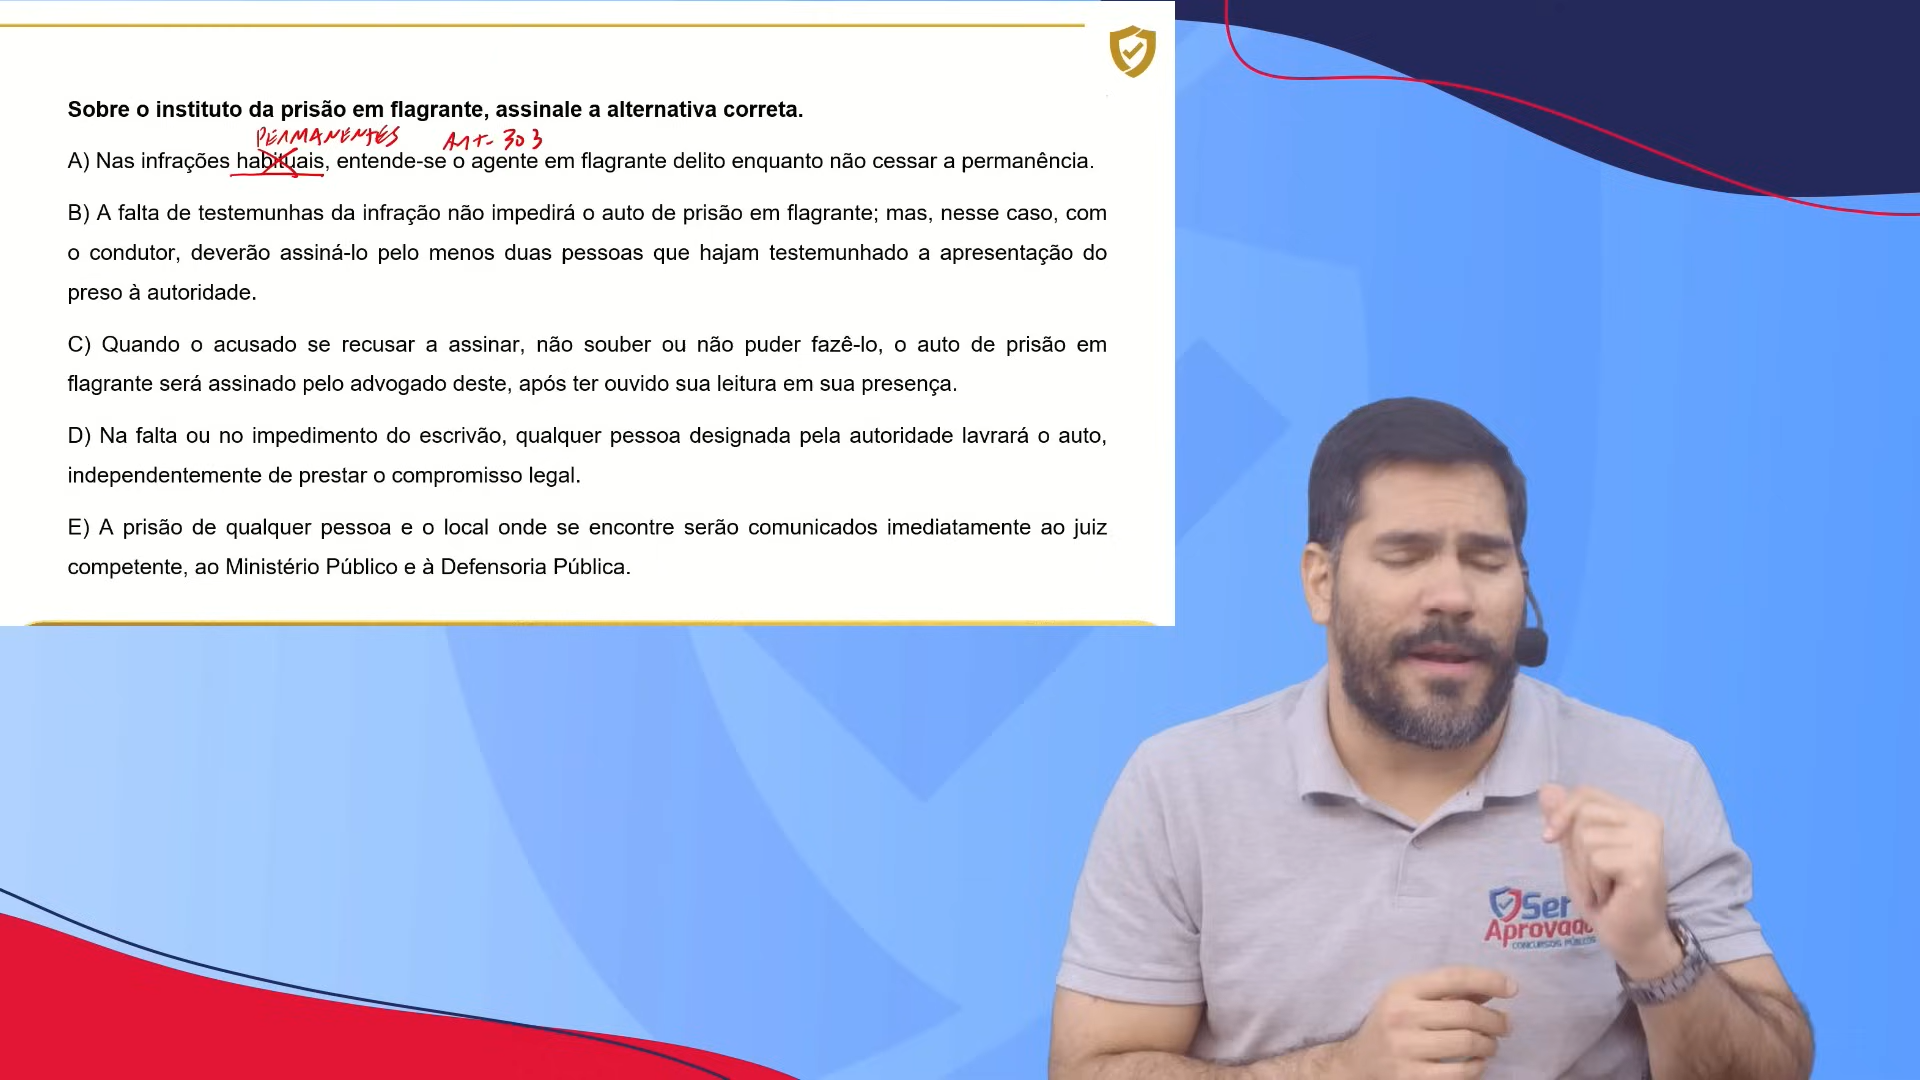 Sobre o instituto da prisão em flagrante, assinale a alternativa correta.
PERMANENTES ART. 303
A) Nas infrações habituais, entende-se o agente em flagrante delito enquanto não cessar a permanência.
B) A falta de testemunhas da infração não impedirá o auto de prisão em flagrante; mas, nesse caso, com
o condutor, deverão assiná-lo pelo menos duas pessoas que hajam testemunhado a apresentação do
preso à autoridade.
C) Quando o acusado se recusar a assinar, não souber ou não puder fazê-lo, o auto de prisão em
flagrante será assinado pelo advogado deste, após ter ouvido sua leitura em sua presença.
D) Na falta ou no impedimento do escrivão, qualquer pessoa designada pela autoridade lavrará o auto,
independentemente de prestar o compromisso legal.
E) A prisão de qualquer pessoa e o local onde se encontre serão comunicados imediatamente ao juiz
competente, ao Ministério Público e à Defensoria Pública.
Ser
Aprovado
CONCURSOS PÚBLICOS